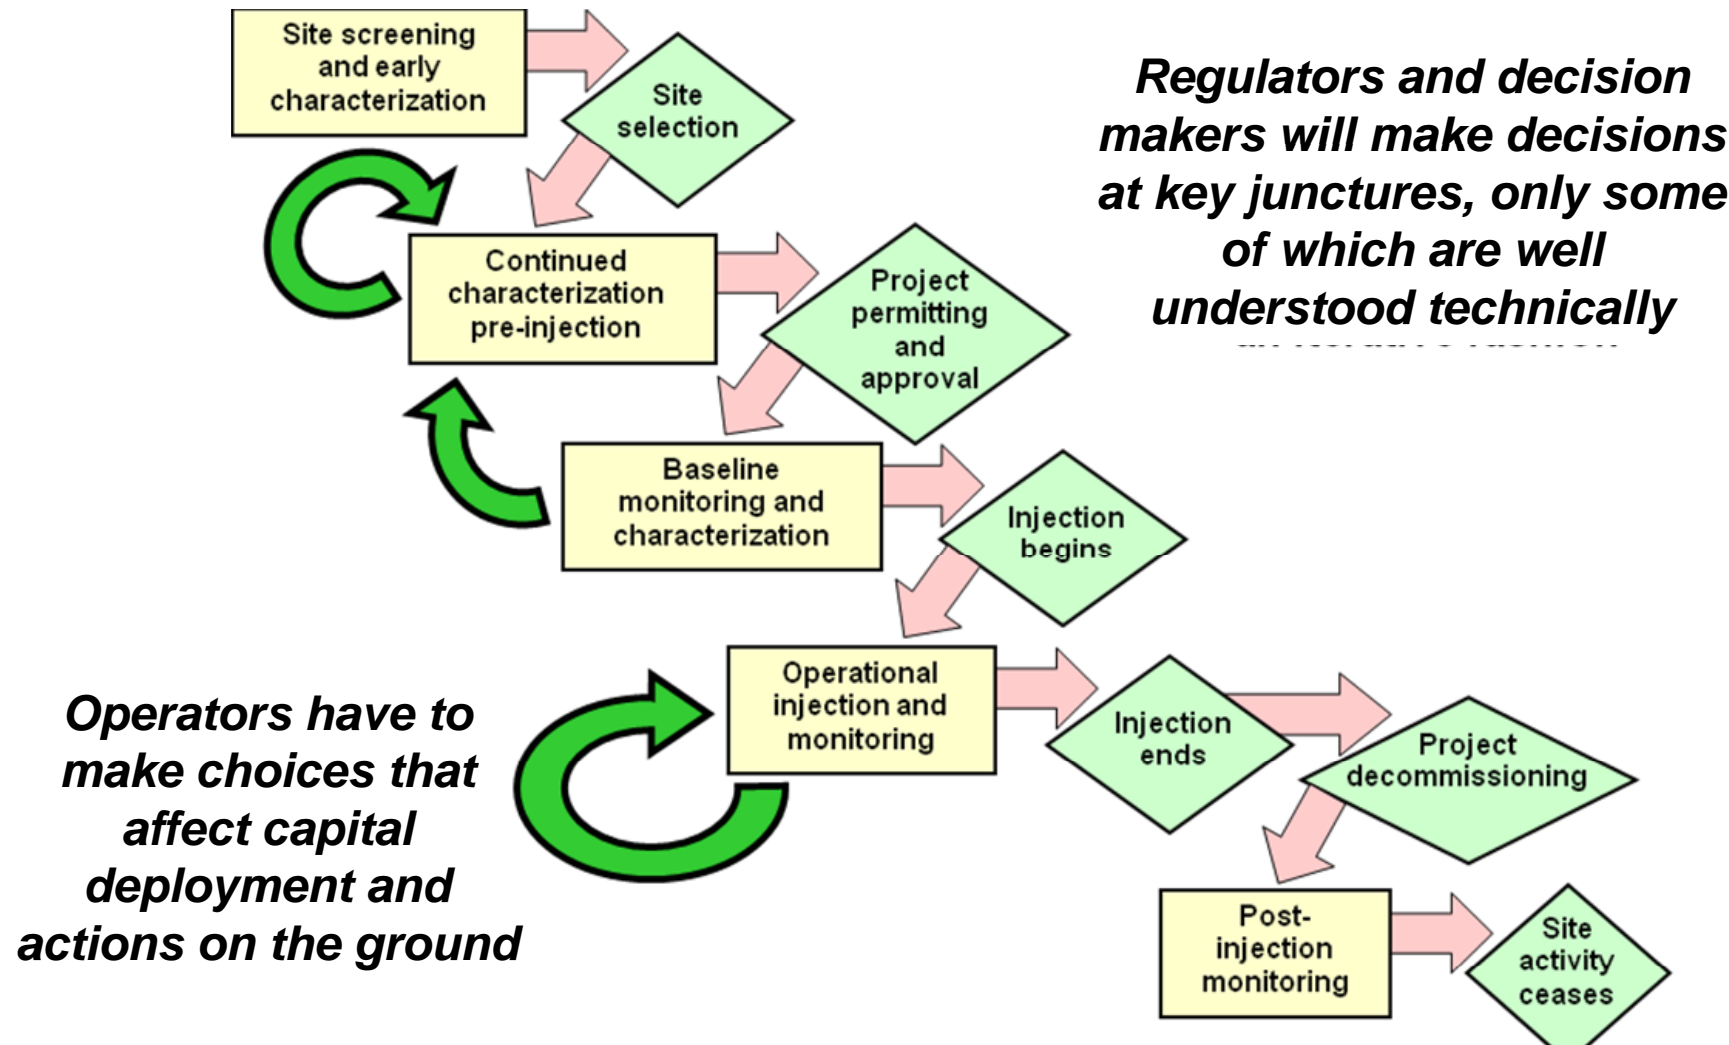 Site screening
and early
characterization
Site
selection
Regulators and decision
makers will make decisions
at key junctures, only some
of which are well
understood technically
Continued
characterization
pre-injection
Project
permitting
and
approval
Baseline
monitoring and
characterization
Injection
begins
Operational
injection and
monitoring
Injection
ends
Project
decommissioning
Operators have to
make choices that
affect capital
deployment and
actions on the ground
Post-
injection
monitoring
Site
activity
ceases